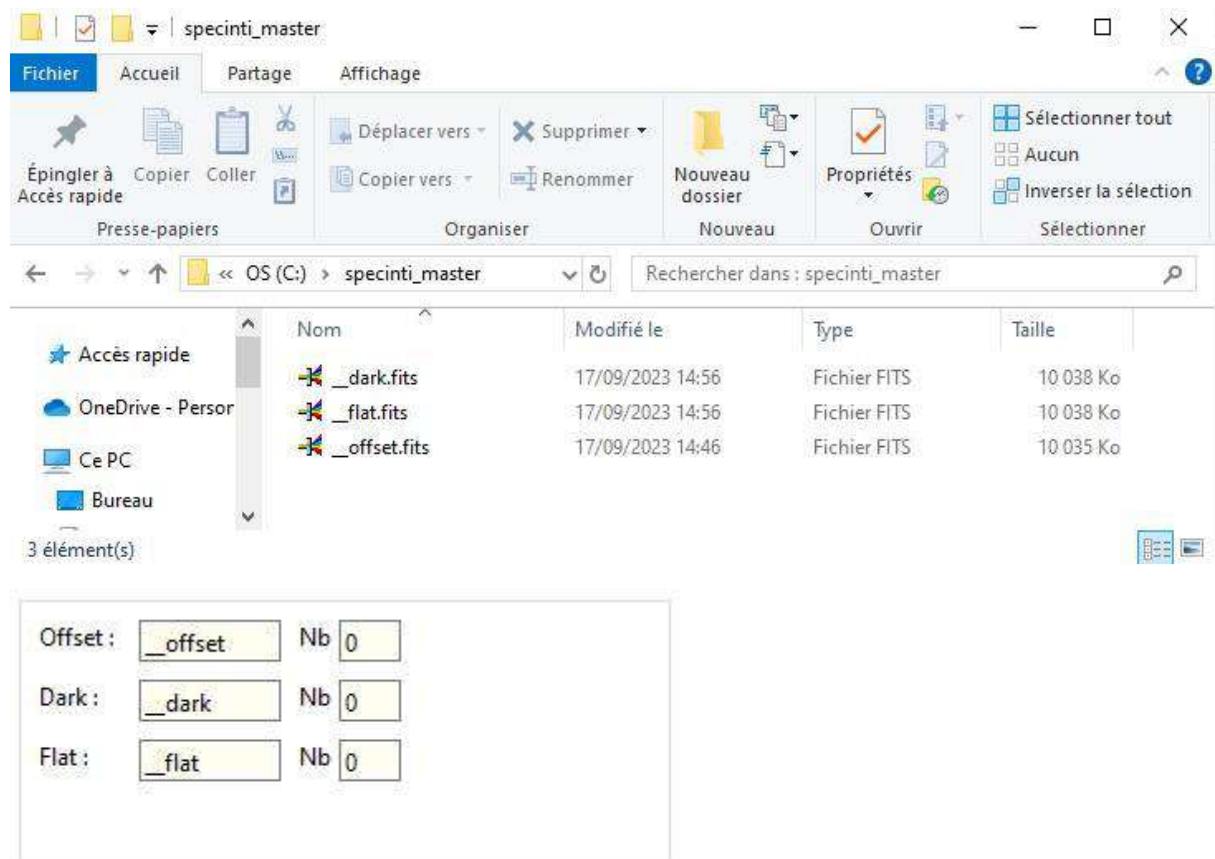 specinti_master
Fichier Accueil Partage Affichage
Épingler à Accès rapide
Copier
Coller
Déplacer vers
Copier vers
Supprimer
Renommer
Nouveau dossier
Propriétés
Sélectionner tout
Aucun
Inverser la sélection
Presse-papiers Organiser Nouveau Ouvrir Sélectionner
« OS (C:) › specinti_master
Rechercher dans : specinti_master
Nom Modifié le Type Taille
Accès rapide
OneDrive - Person
Ce PC
Bureau
__dark.fits 17/09/2023 14:56 Fichier FITS 10 038 Ko
__flat.fits 17/09/2023 14:56 Fichier FITS 10 038 Ko
__offset.fits 17/09/2023 14:46 Fichier FITS 10 035 Ko
3 élément(s)
Offset : __offset Nb 0
Dark : __dark Nb 0
Flat : __flat Nb 0